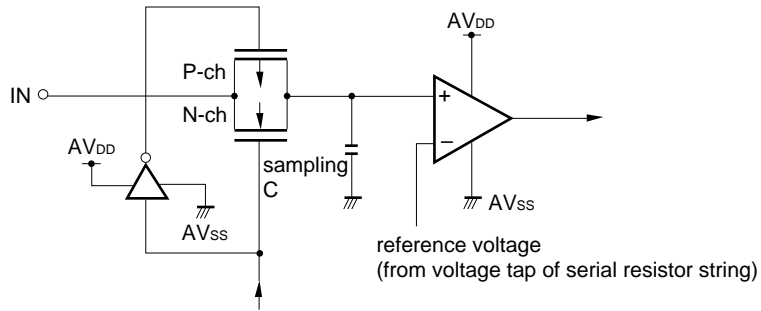 AVDD
P-ch
IN
N-ch
+
AVDD
−
sampling
C
AVSS
AVSS
reference voltage
(from voltage tap of serial resistor string)